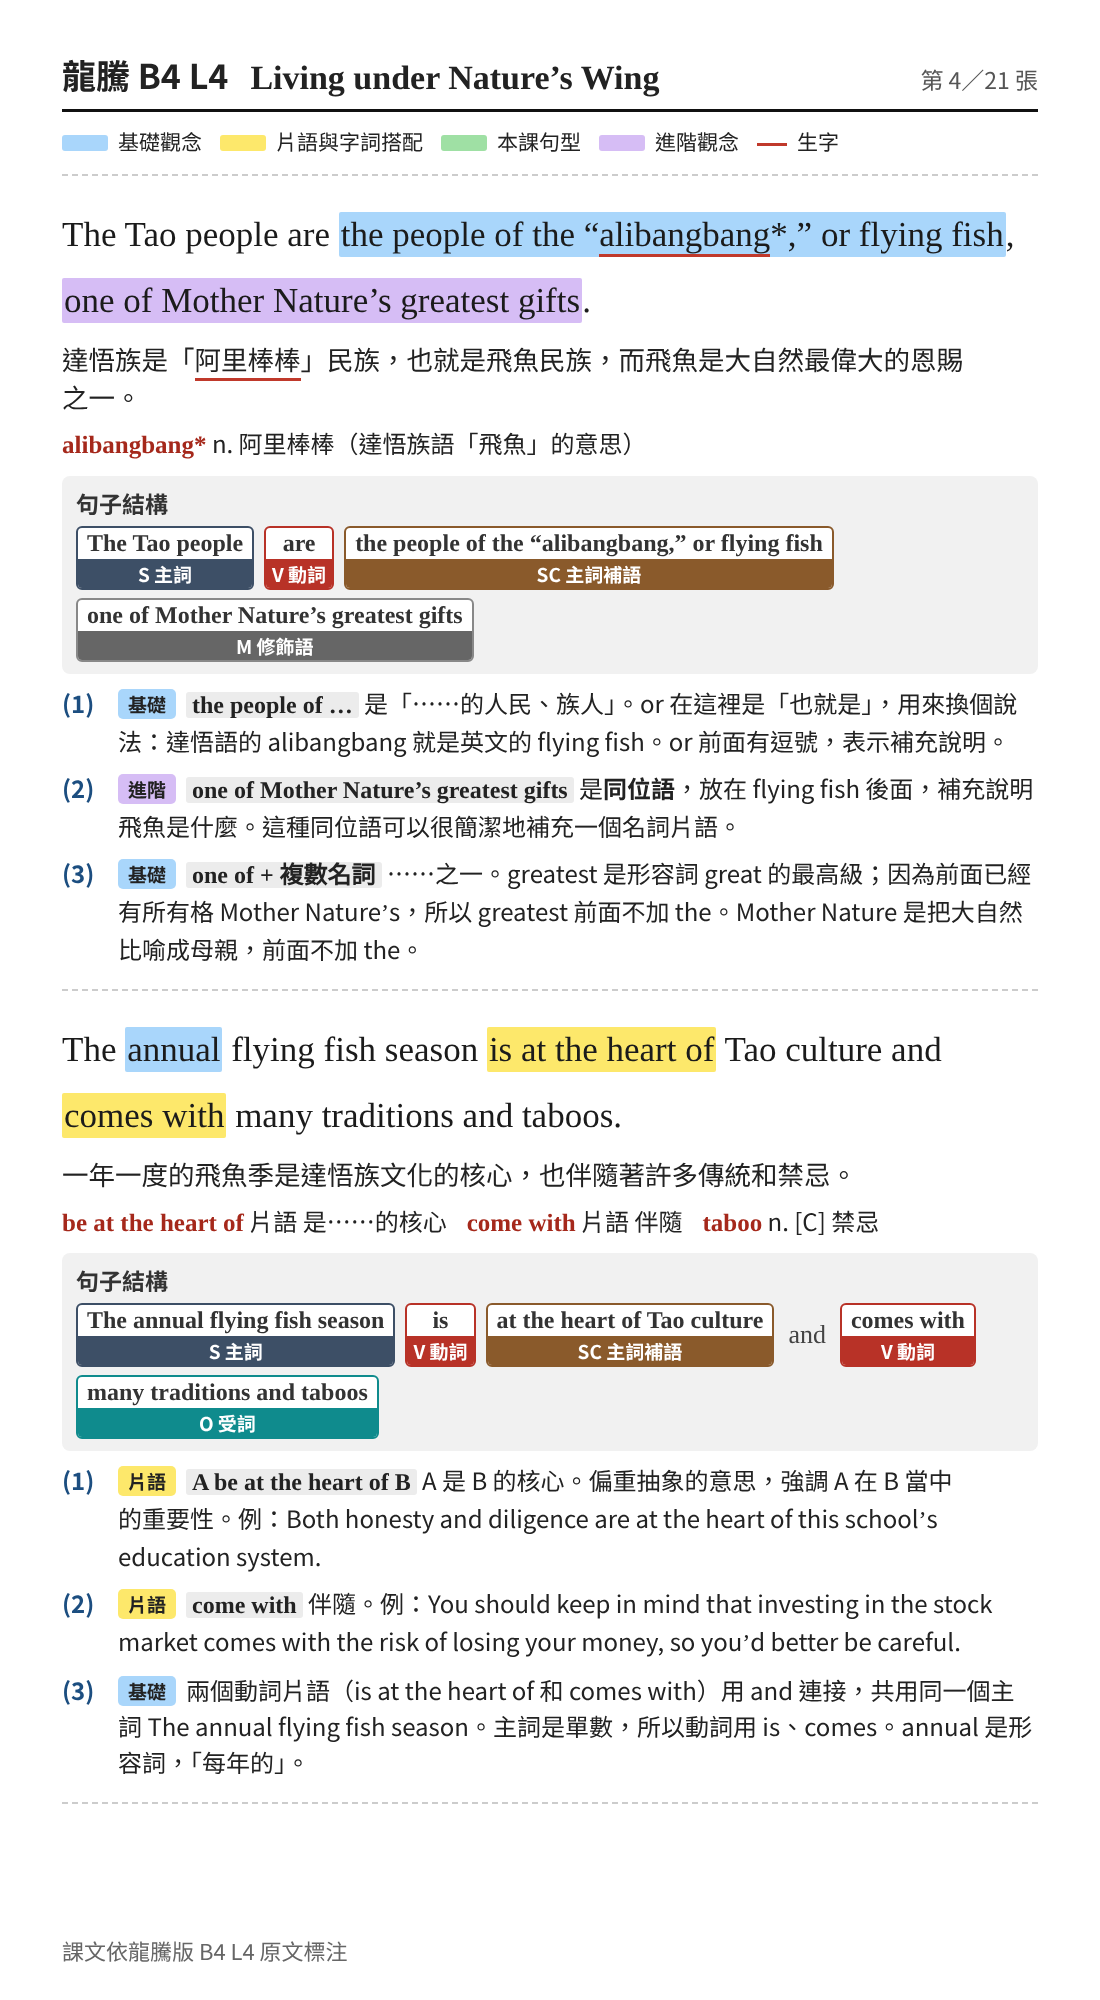 龍騰 B4 L4 Living under Nature’s Wing 第 4／21 張
基礎觀念 片語與字詞搭配 本課句型 進階觀念 生字
The Tao people are the people of the “alibangbang*,” or flying fish,
one of Mother Nature’s greatest gifts.
達悟族是「阿里棒棒」民族，也就是飛魚民族，而飛魚是大自然最偉大的恩賜
之一。
alibangbang* n. 阿里棒棒（達悟族語「飛魚」的意思）
句子結構
The Tao people are the people of the “alibangbang,” or flying fish
S 主詞 V 動詞 SC 主詞補語
one of Mother Nature’s greatest gifts
M 修飾語
(1) 基礎 the people of … 是「⋯⋯的人民、族人」。or 在這裡是「也就是」，用來換個說
法：達悟語的 alibangbang 就是英文的 flying fish。or 前面有逗號，表示補充說明。
(2) 進階 one of Mother Nature’s greatest gifts 是同位語，放在 flying fish 後面，補充說明
飛魚是什麼。這種同位語可以很簡潔地補充一個名詞片語。
(3) 基礎 one of + 複數名詞 ⋯⋯之一。greatest 是形容詞 great 的最高級；因為前面已經
有所有格 Mother Nature’s，所以 greatest 前面不加 the。Mother Nature 是把大自然
比喻成母親，前面不加 the。
The annual flying fish season is at the heart of Tao culture and
comes with many traditions and taboos.
一年一度的飛魚季是達悟族文化的核心，也伴隨著許多傳統和禁忌。
be at the heart of 片語 是⋯⋯的核心 come with 片語 伴隨 taboo n. [C] 禁忌
句子結構
The annual flying fish season is at the heart of Tao culture and comes with
S 主詞 V 動詞 SC 主詞補語 V 動詞
many traditions and taboos
O 受詞
(1) 片語 A be at the heart of B A 是 B 的核心。偏重抽象的意思，強調 A 在 B 當中
的重要性。例：Both honesty and diligence are at the heart of this school’s
education system.
(2) 片語 come with 伴隨。例：You should keep in mind that investing in the stock
market comes with the risk of losing your money, so you’d better be careful.
(3) 基礎 兩個動詞片語（is at the heart of 和 comes with）用 and 連接，共用同一個主
詞 The annual flying fish season。主詞是單數，所以動詞用 is、comes。annual 是形
容詞，「每年的」。
課文依龍騰版 B4 L4 原文標注